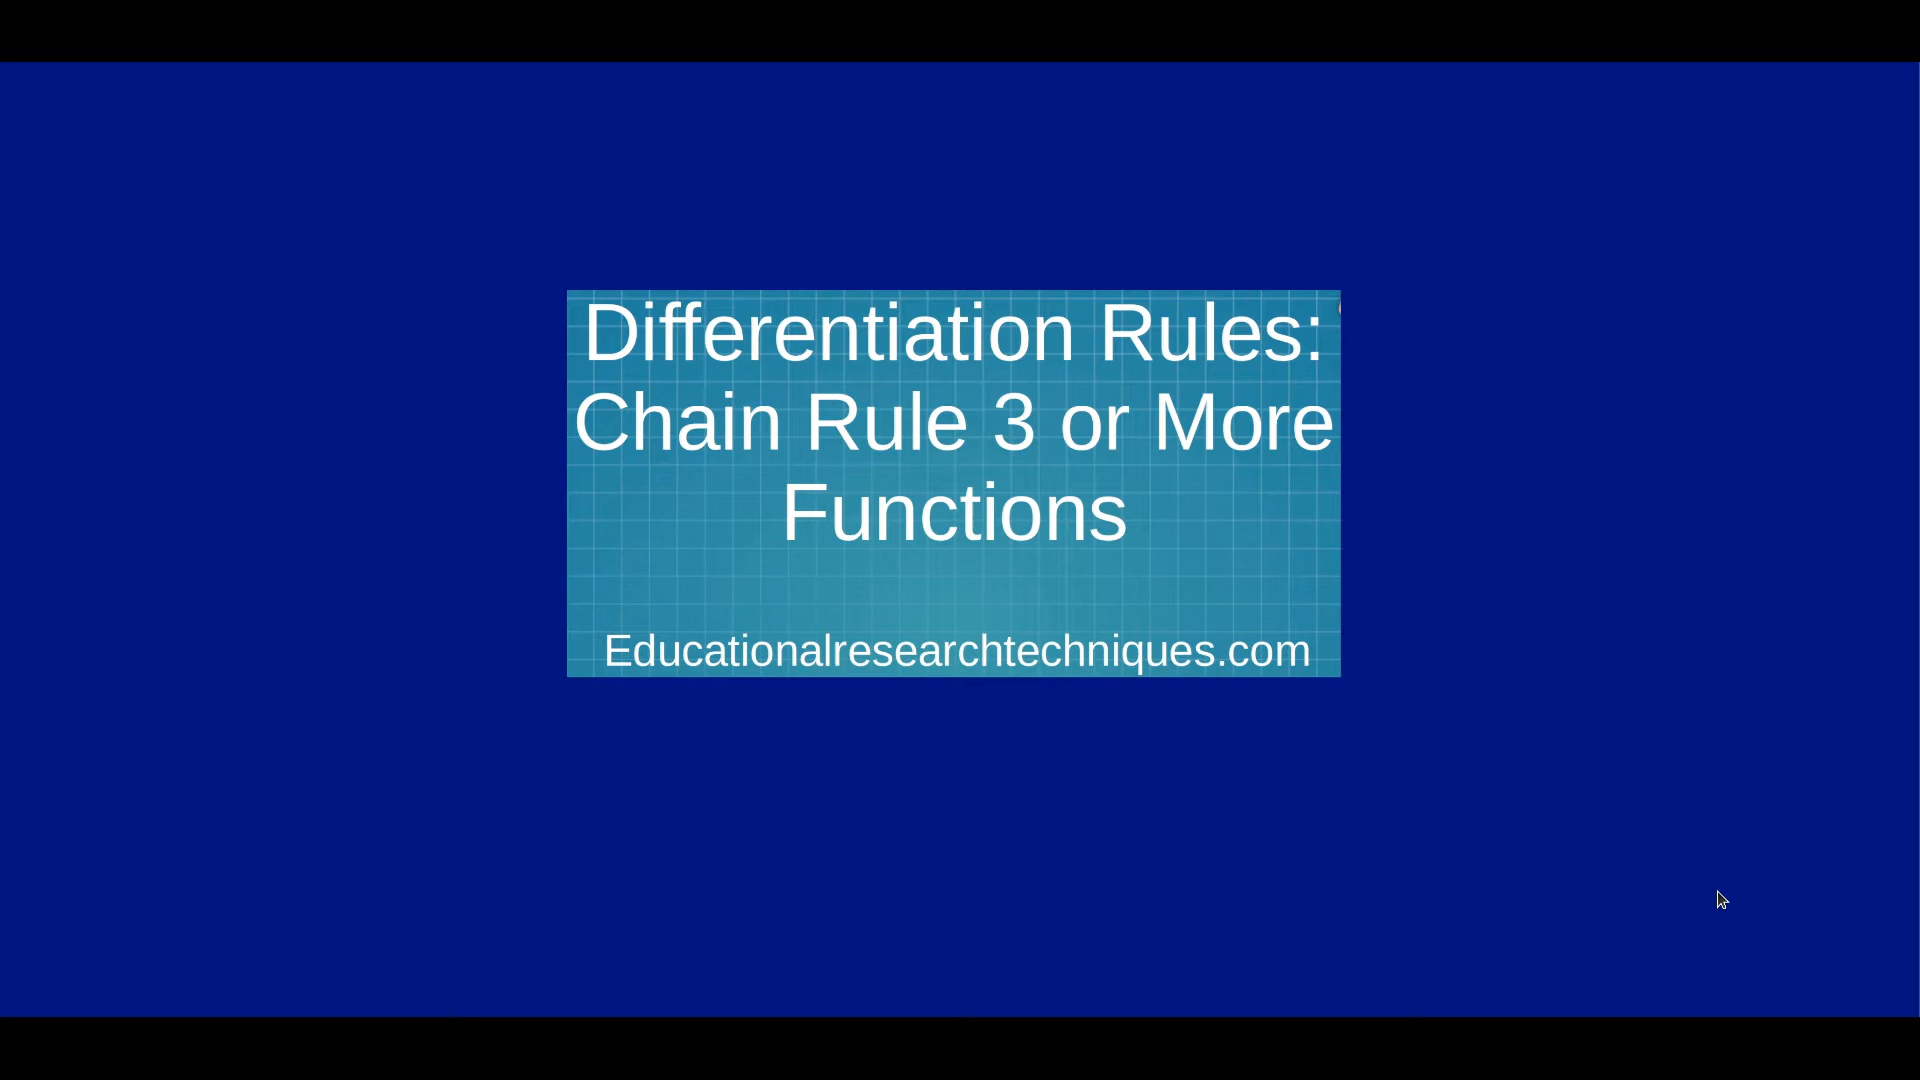 Differentiation Rules:
Chain Rule 3 or More
Functions
Educationalresearchtechniques.com